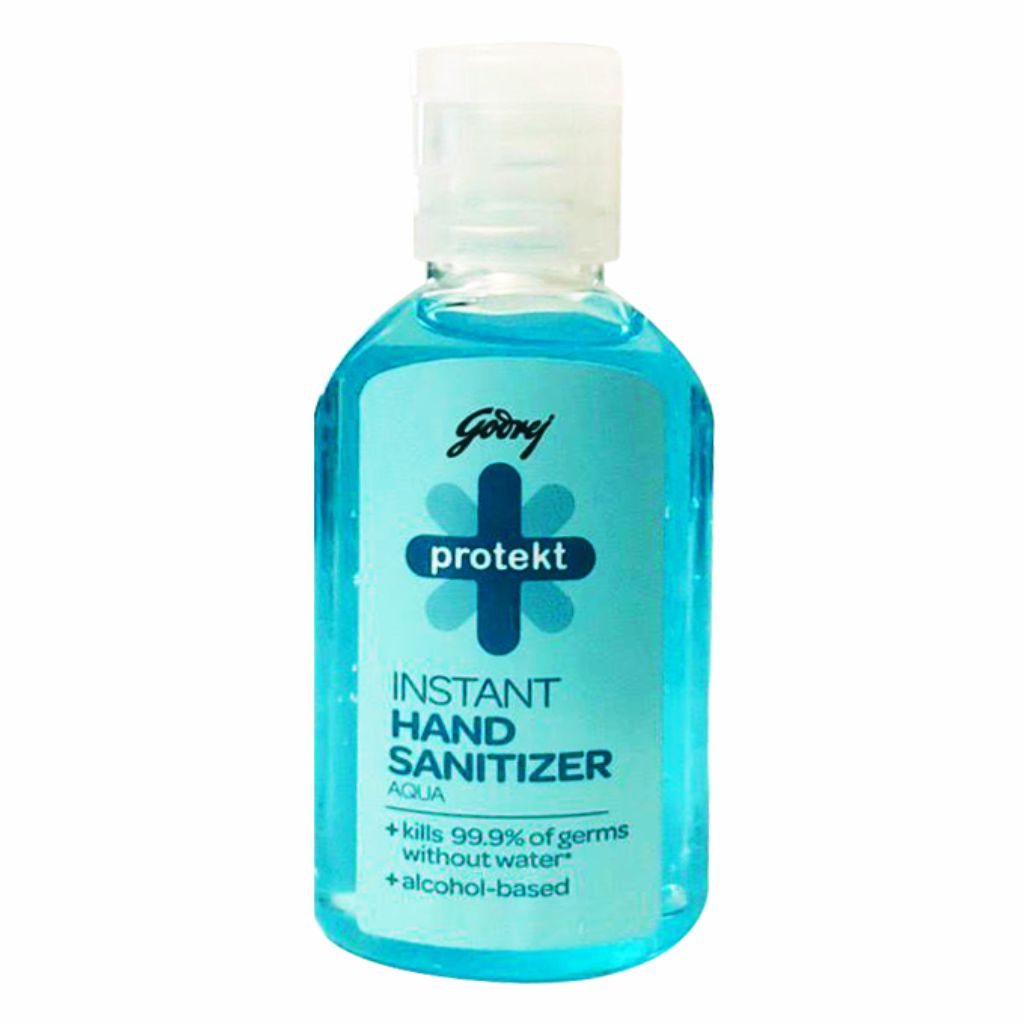 Godrej
protekt
INSTANT
HAND
SANITIZER
AQUA
+kills 99.9% of germs
without water*
+alcohol-based